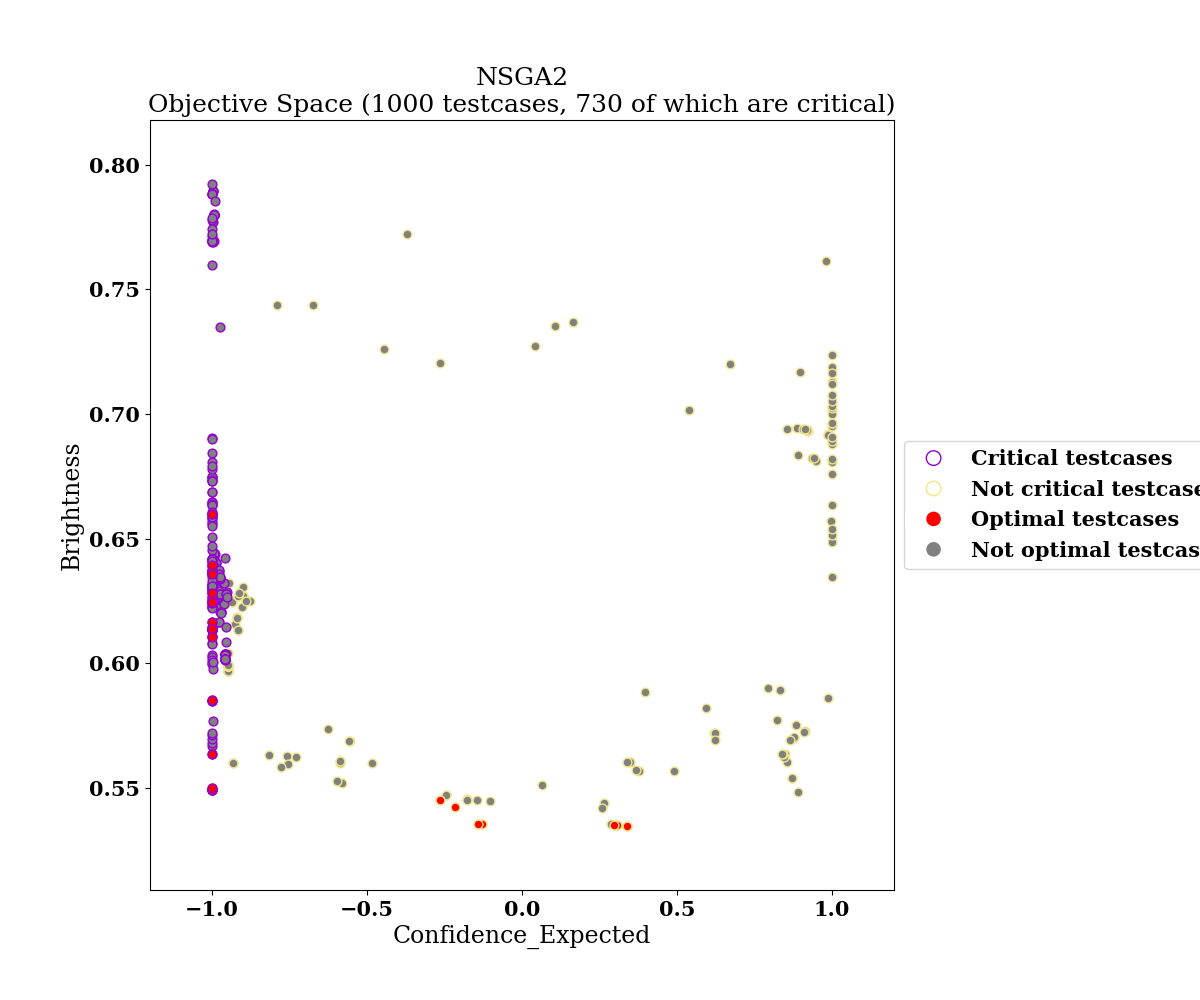 NSGA2
Objective Space (1000 testcases, 730 of which are critical)
0.80
0.75
0.70
0.65
0.60
0.55
Brightness
−1.0
−0.5
0.0
0.5
1.0
Confidence_Expected
Critical testcases
Not critical testcase
Optimal testcases
Not optimal testcas